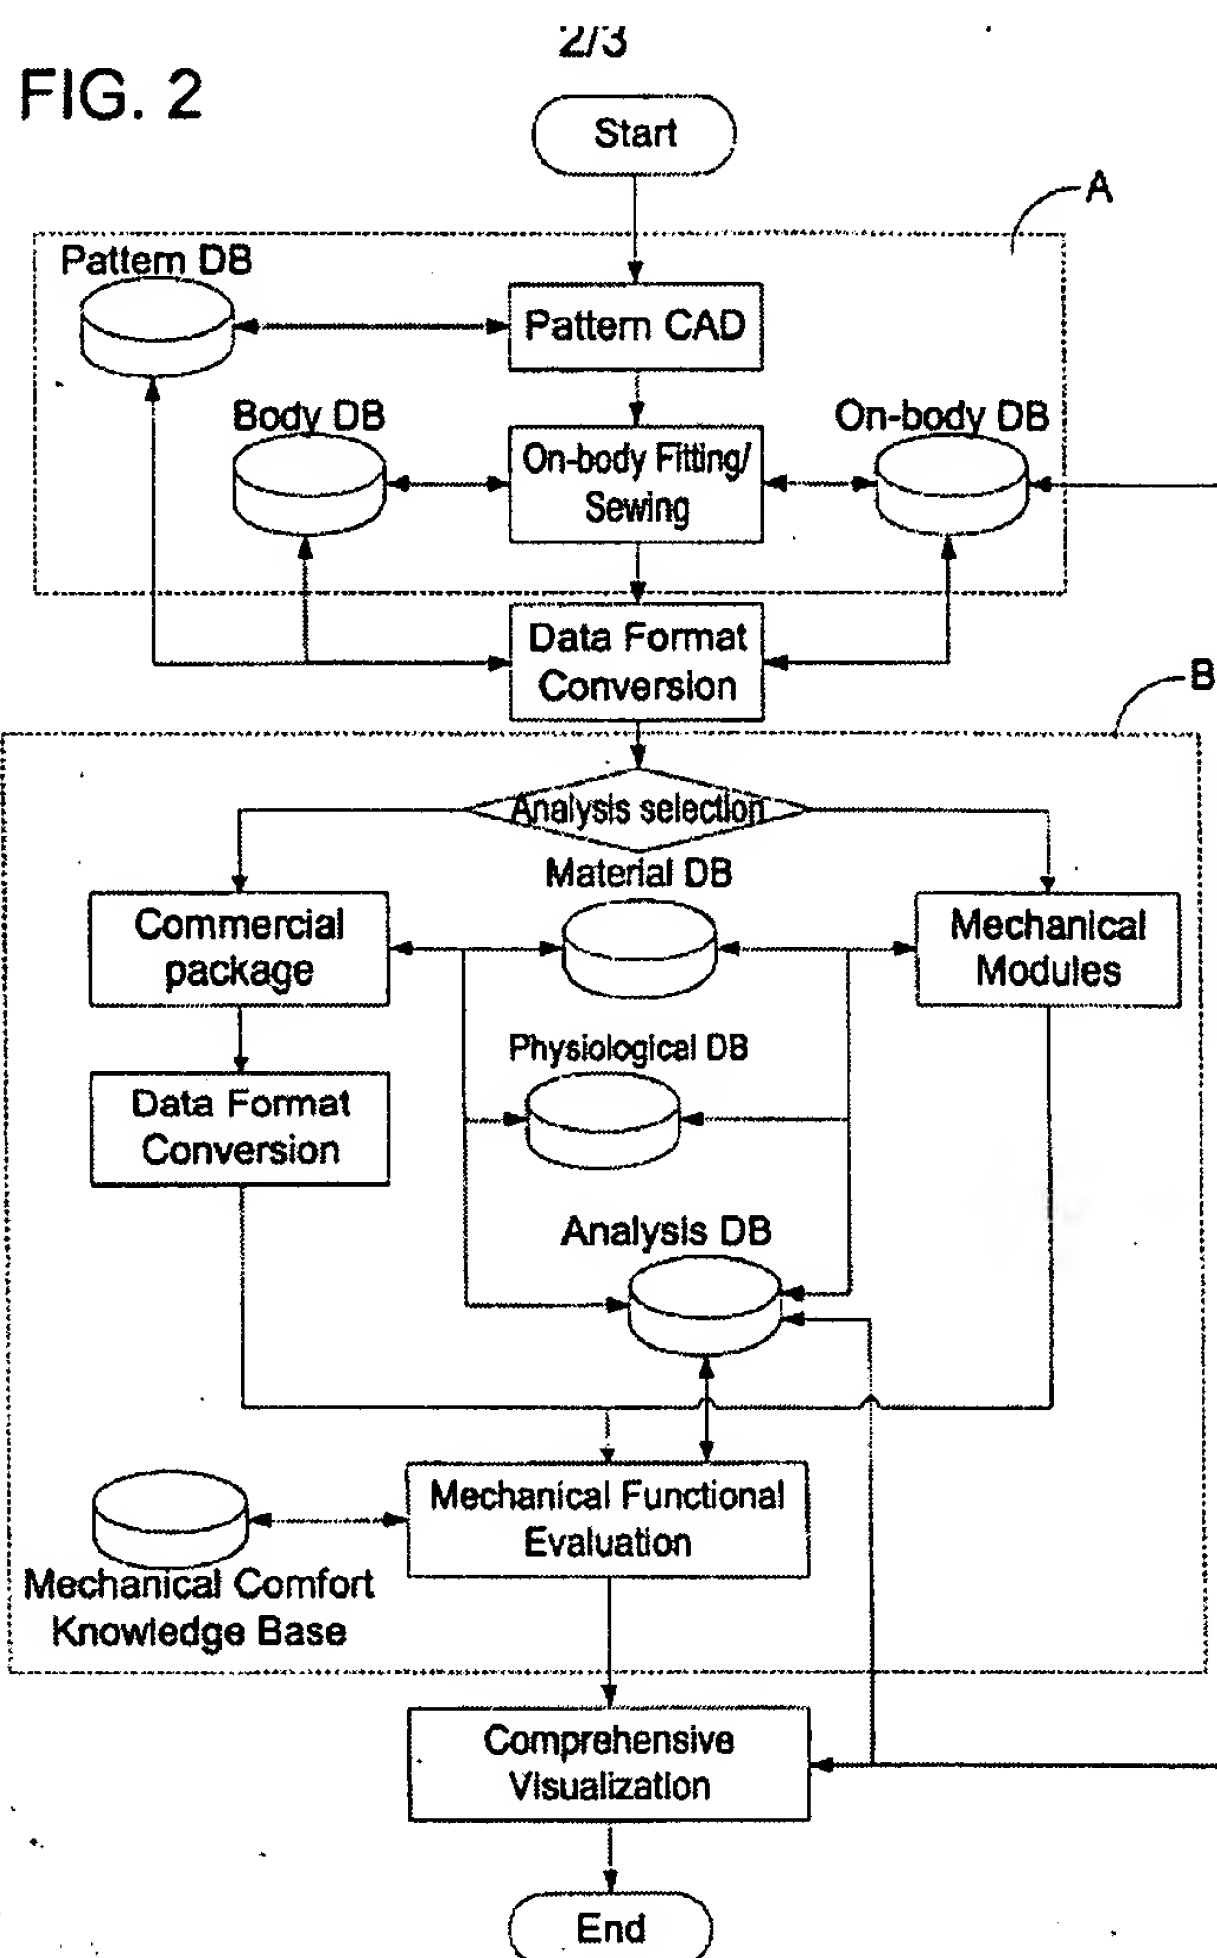 2/3
FIG. 2
Start
A
Pattern DB
Pattern CAD
Body DB
On-body DB
On-body Fitting/
Sewing
Data Format
Conversion
B
Analysis selection
Material DB
Commercial
package
Mechanical
Modules
Physiological DB
Data Format
Conversion
Analysis DB
Mechanical Functional
Evaluation
Mechanical Comfort
Knowledge Base
Comprehensive
Visualization
End